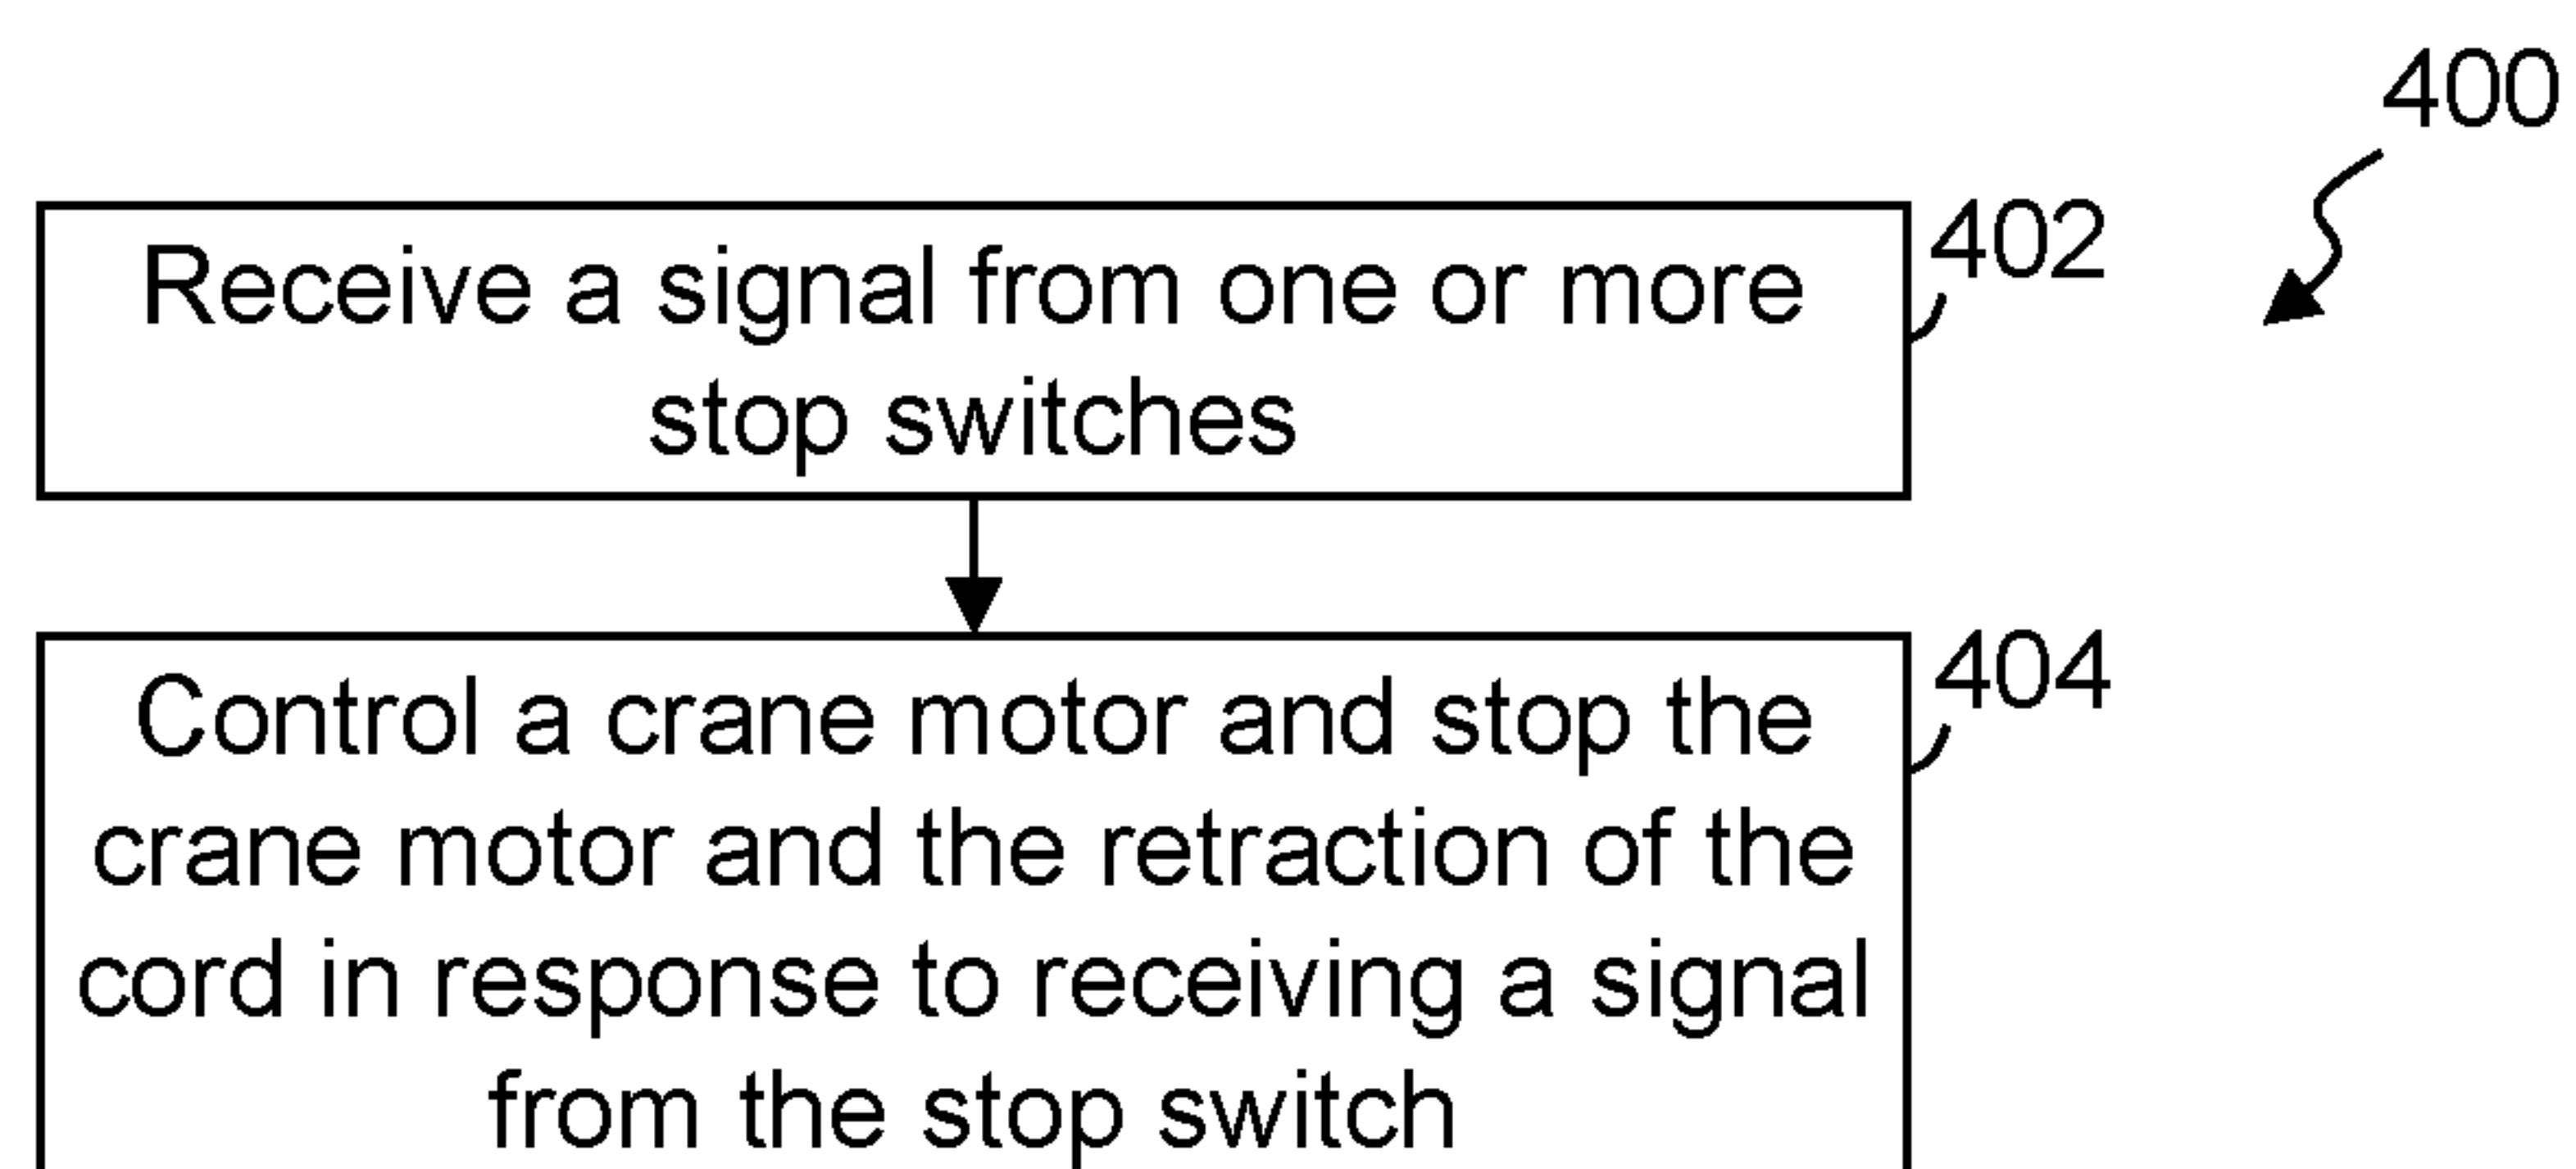 400
402
Receive a signal from one or more
stop switches
404
Control a crane motor and stop the
crane motor and the retraction of the
cord in response to receiving a signal
from the stop switch